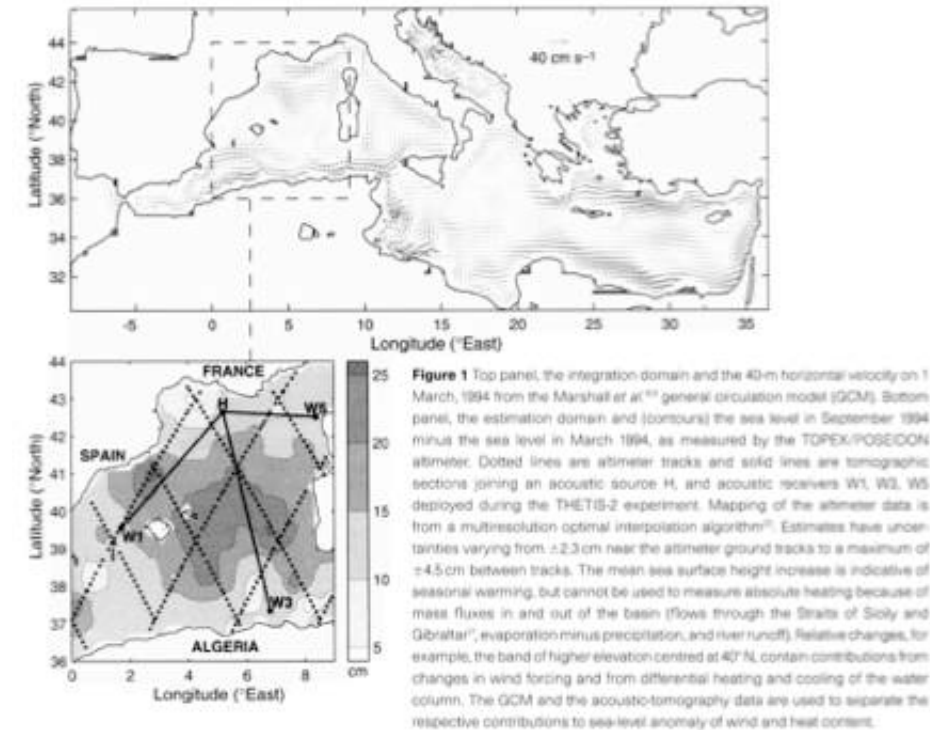 44
42
40
38
36
34
32
Latitude (°North)
40 cm s⁻¹
-5 0 5 10 15 20 25 30 35
Longitude (°East)
44
43
42
41
40
39
38
37
36
Latitude (°North)
FRANCE
H
W5
SPAIN
W1
W3
ALGERIA
0 2 4 6 8
Longitude (°East)
25
20
15
10
5
cm
Figure 1 Top panel, the integration domain and the 40-m horizontal velocity on 1
March, 1994 from the Marshall et al. general circulation model (GCM). Bottom
panel, the estimation domain and (contours) the sea level in September 1994
minus the sea level in March 1994, as measured by the TOPEX/POSEIDON
altimeter. Dotted lines are altimeter tracks and solid lines are tomographic
sections joining an acoustic source H, and acoustic receivers W1, W3, W5
deployed during the THETIS-2 experiment. Mapping of the altimeter data is
from a multiresolution optimal interpolation algorithm. Estimates have uncer-
tainties varying from ±2.3 cm near the altimeter ground tracks to a maximum of
±4.5 cm between tracks. The mean sea surface height increase is indicative of
seasonal warming, but cannot be used to measure absolute heating because of
mass fluxes in and out of the basin (flows through the Straits of Sicily and
Gibraltar, evaporation minus precipitation, and river runoff). Relative changes, for
example, the band of higher elevation centred at 40° N, contain contributions from
changes in wind forcing and from differential heating and cooling of the water
column. The GCM and the acoustic-tomography data are used to separate the
respective contributions to sea-level anomaly of wind and heat content.